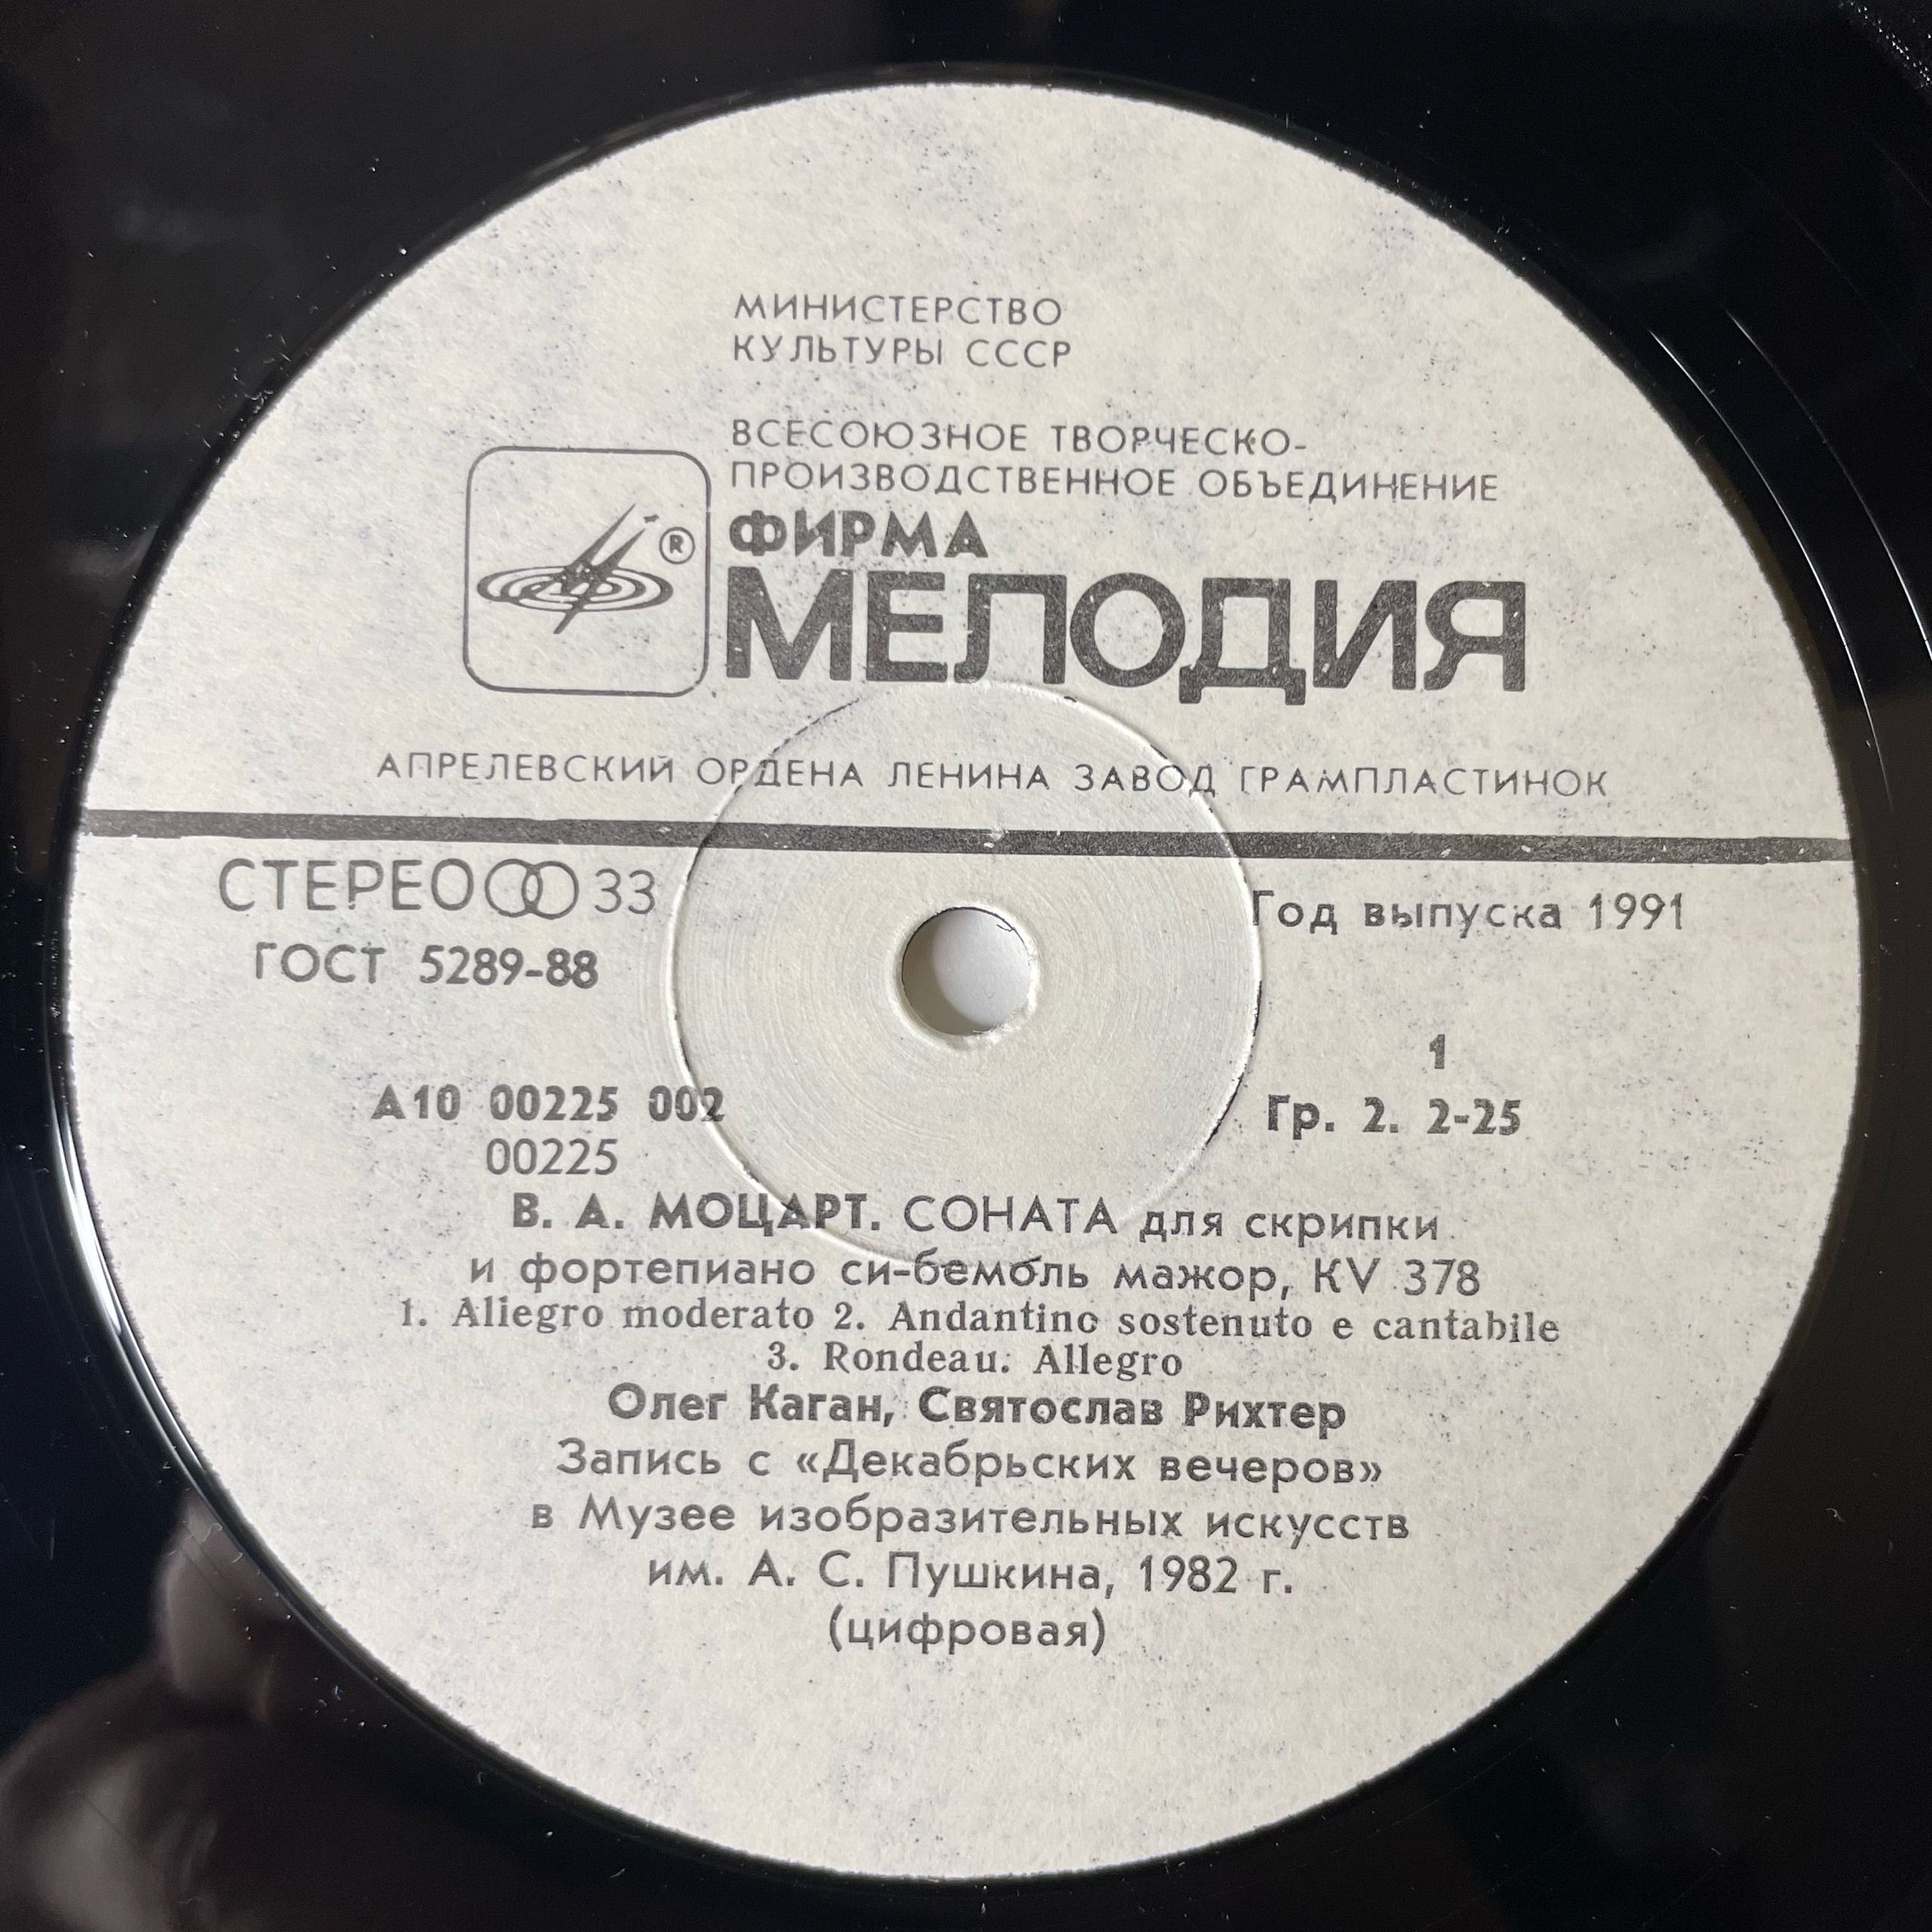 МИНИСТЕРСТВО
КУЛЬТУРЫ СССР
ВСЕСОЮЗНОЕ ТВОРЧЕСКО-
ПРОИЗВОДСТВЕННОЕ ОБЪЕДИНЕНИЕ
®
ФИРМА
МЕЛОДИЯ
АПРЕЛЕВСКИЙ ОРДЕНА ЛЕНИНА ЗАВОД ГРАМПЛАСТИНОК
СТЕРЕО 33
Год выпуска 1991
ГОСТ 5289-88
1
А10 00225 002
Гр. 2. 2-25
00225
В. А. МОЦАРТ. СОНАТА для скрипки
и фортепиано си-бемоль мажор, KV 378
1. Allegro moderato 2. Andantino sostenuto e cantabile
3. Rondeau. Allegro
Олег Каган, Святослав Рихтер
Запись с «Декабрьских вечеров»
в Музее изобразительных искусств
им. А. С. Пушкина, 1982 г.
(цифровая)